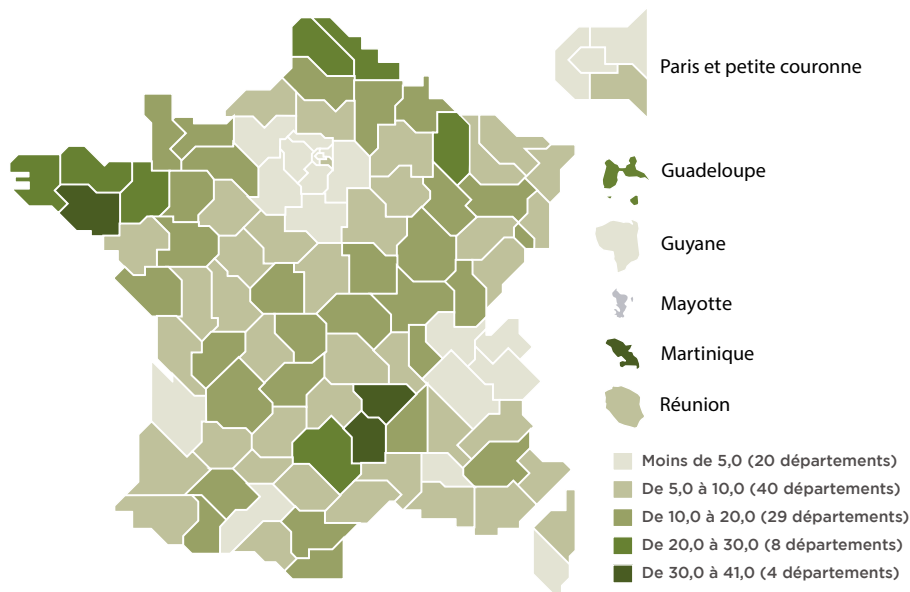 Paris et petite couronne
Guadeloupe
Guyane
Mayotte
Martinique
Réunion
Moins de 5,0 (20 départements)
De 5,0 à 10,0 (40 départements)
De 10,0 à 20,0 (29 départements)
De 20,0 à 30,0 (8 départements)
De 30,0 à 41,0 (4 départements)